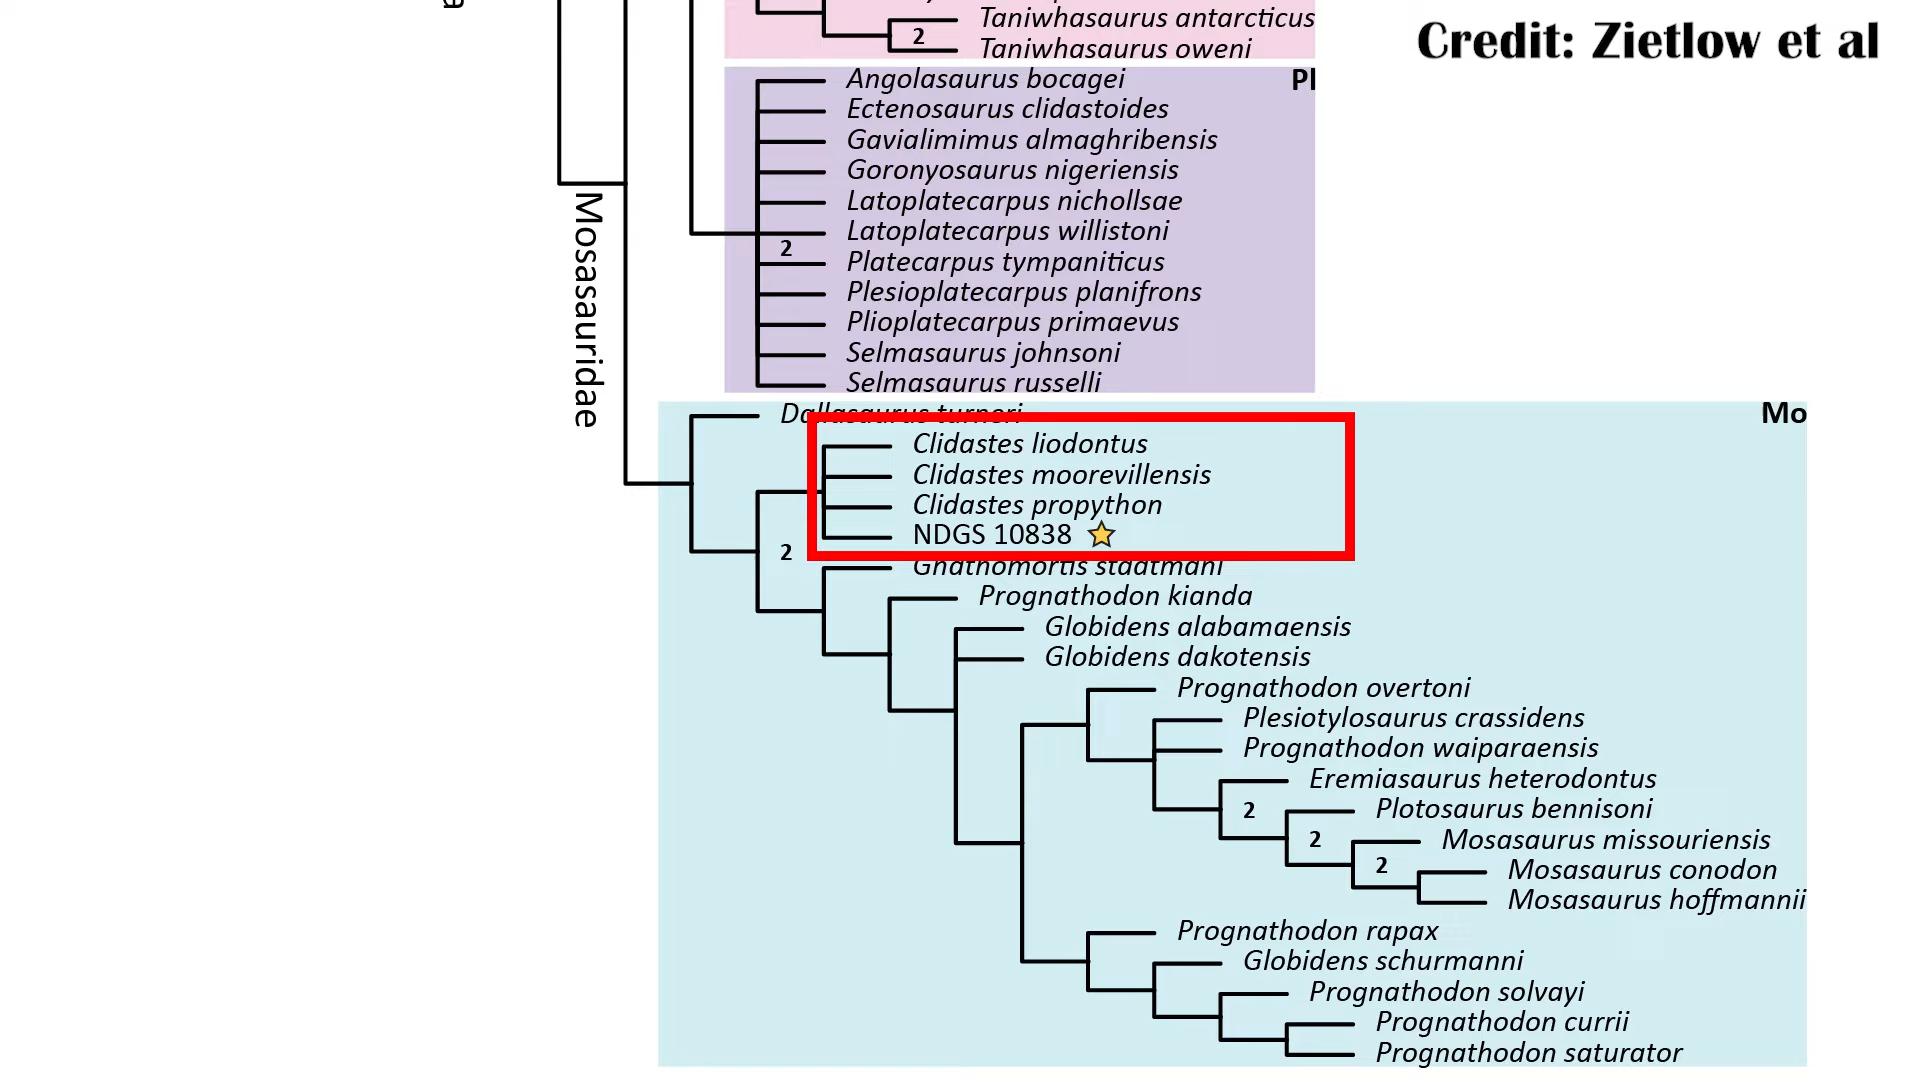 Taniwhasaurus antarcticus
Credit: Zietlow et al
2
Taniwhasaurus oweni
Angolasaurus bocagei
Pl
Ectenosaurus clidastoides
Gavialimimus almaghribensis
Goronyosaurus nigeriensis
Latoplatecarpus nichollsae
Latoplatecarpus willistoni
2
Platecarpus tympaniticus
Plesioplatecarpus planifrons
Plioplatecarpus primaevus
Selmasaurus johnsoni
Selmasaurus russelli
Mosasauridae
Dallasaurus turneri
Mo
Clidastes liodontus
Clidastes moorevillensis
Clidastes propython
NDGS 10838
2
Gnathomortis stadtmani
Prognathodon kianda
Globidens alabamaensis
Globidens dakotensis
Prognathodon overtoni
Plesiotylosaurus crassidens
Prognathodon waiparaensis
Eremiasaurus heterodontus
2
Plotosaurus bennisoni
2
Mosasaurus missouriensis
2
Mosasaurus conodon
Mosasaurus hoffmannii
Prognathodon rapax
Globidens schurmanni
Prognathodon solvayi
Prognathodon currii
Prognathodon saturator